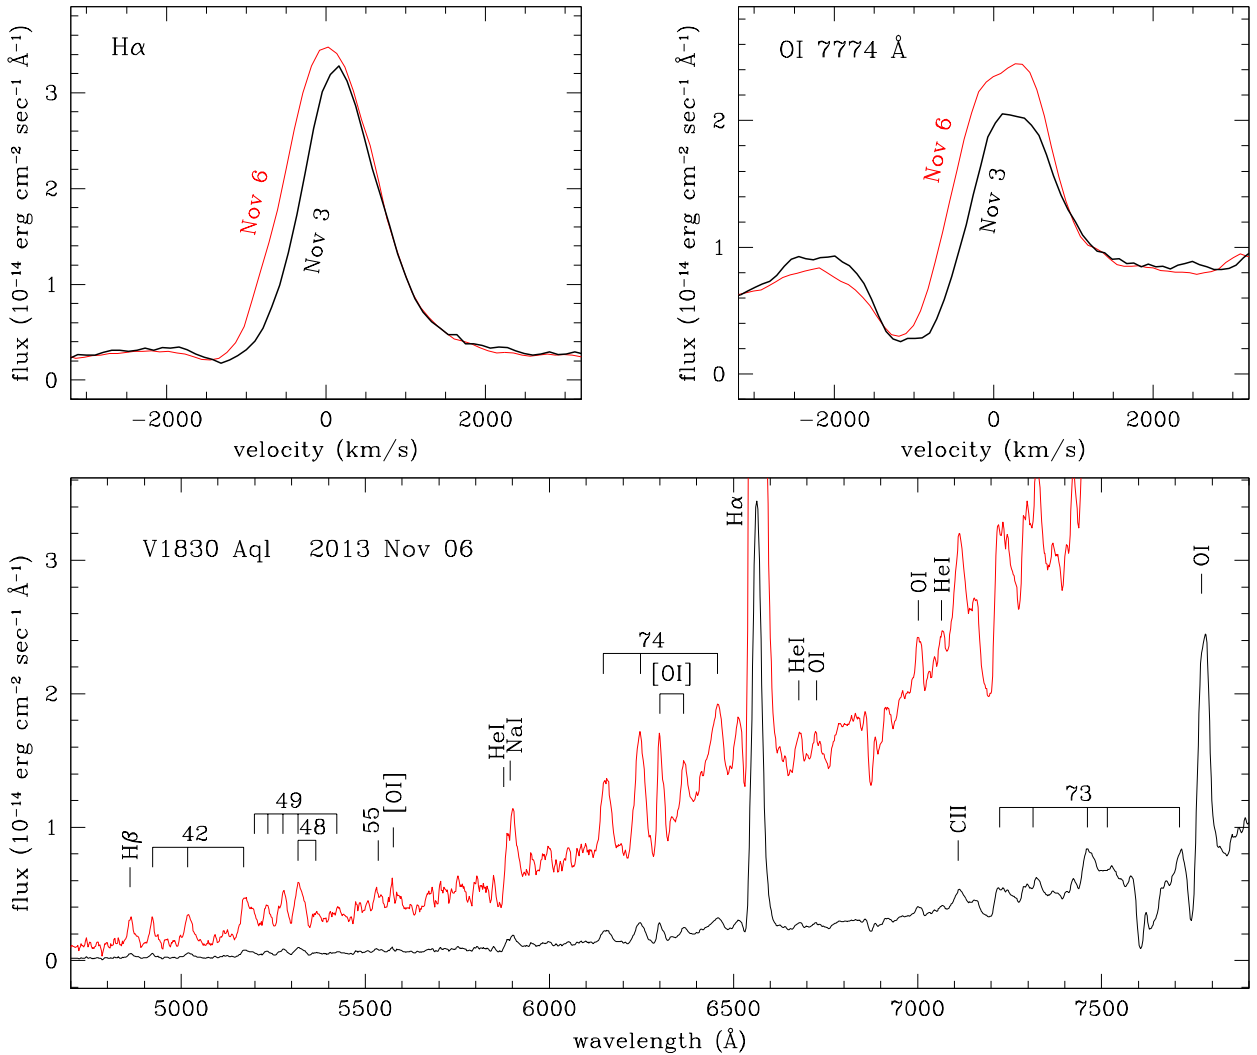 Hα
Nov 6
Nov 3
3
2
1
0
flux (10⁻¹⁴ erg cm⁻² sec⁻¹ Å⁻¹)
−2000 0 2000
velocity (km/s)
OI 7774 Å
Nov 6
Nov 3
2
1
0
flux (10⁻¹⁴ erg cm⁻² sec⁻¹ Å⁻¹)
−2000 0 2000
velocity (km/s)
V1830 Aql 2013 Nov 06
Hα
OI
OI
HeI
74
[OI]
HeI
OI
HeI
NaI
[OI]
55
49
48
42
Hβ
CII
73
3
2
1
0
flux (10⁻¹⁴ erg cm⁻² sec⁻¹ Å⁻¹)
5000 5500 6000 6500 7000 7500
wavelength (Å)